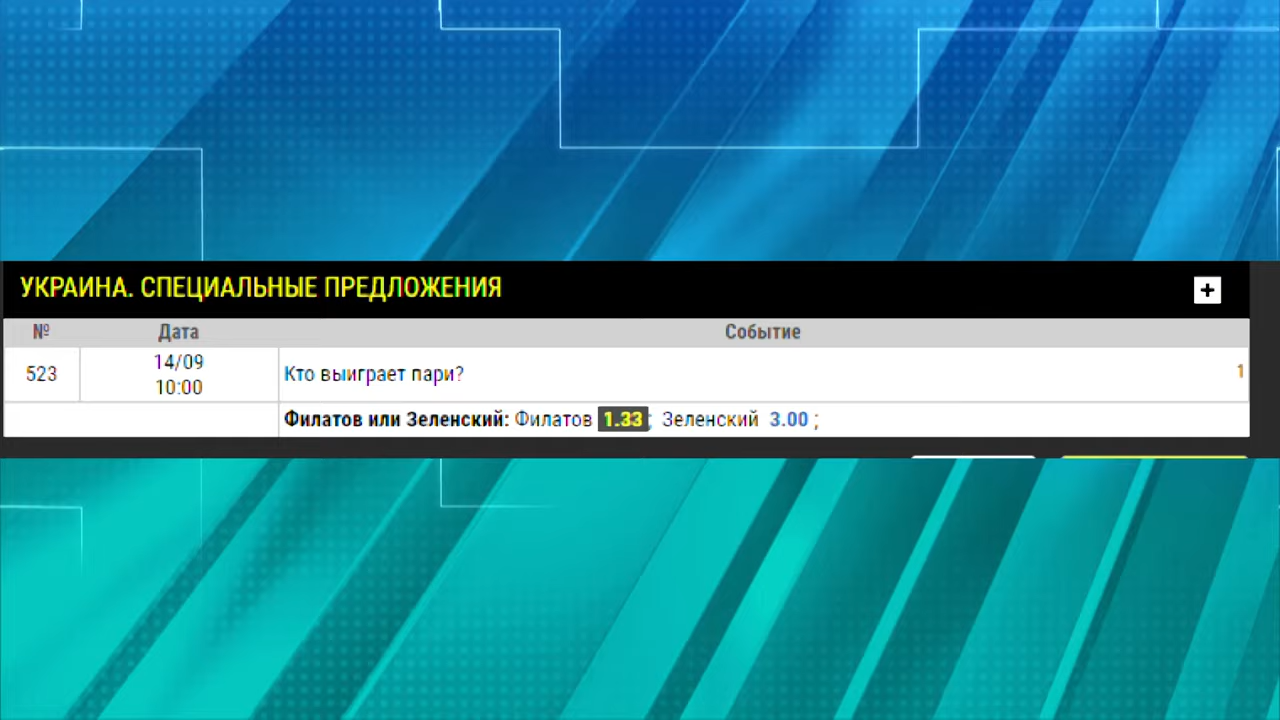 УКРАИНА. СПЕЦИАЛЬНЫЕ ПРЕДЛОЖЕНИЯ +
№ Дата Событие
523 14/09 10:00 Кто выиграет пари? 1
Филатов или Зеленский: Филатов 1.33; Зеленский 3.00 ;